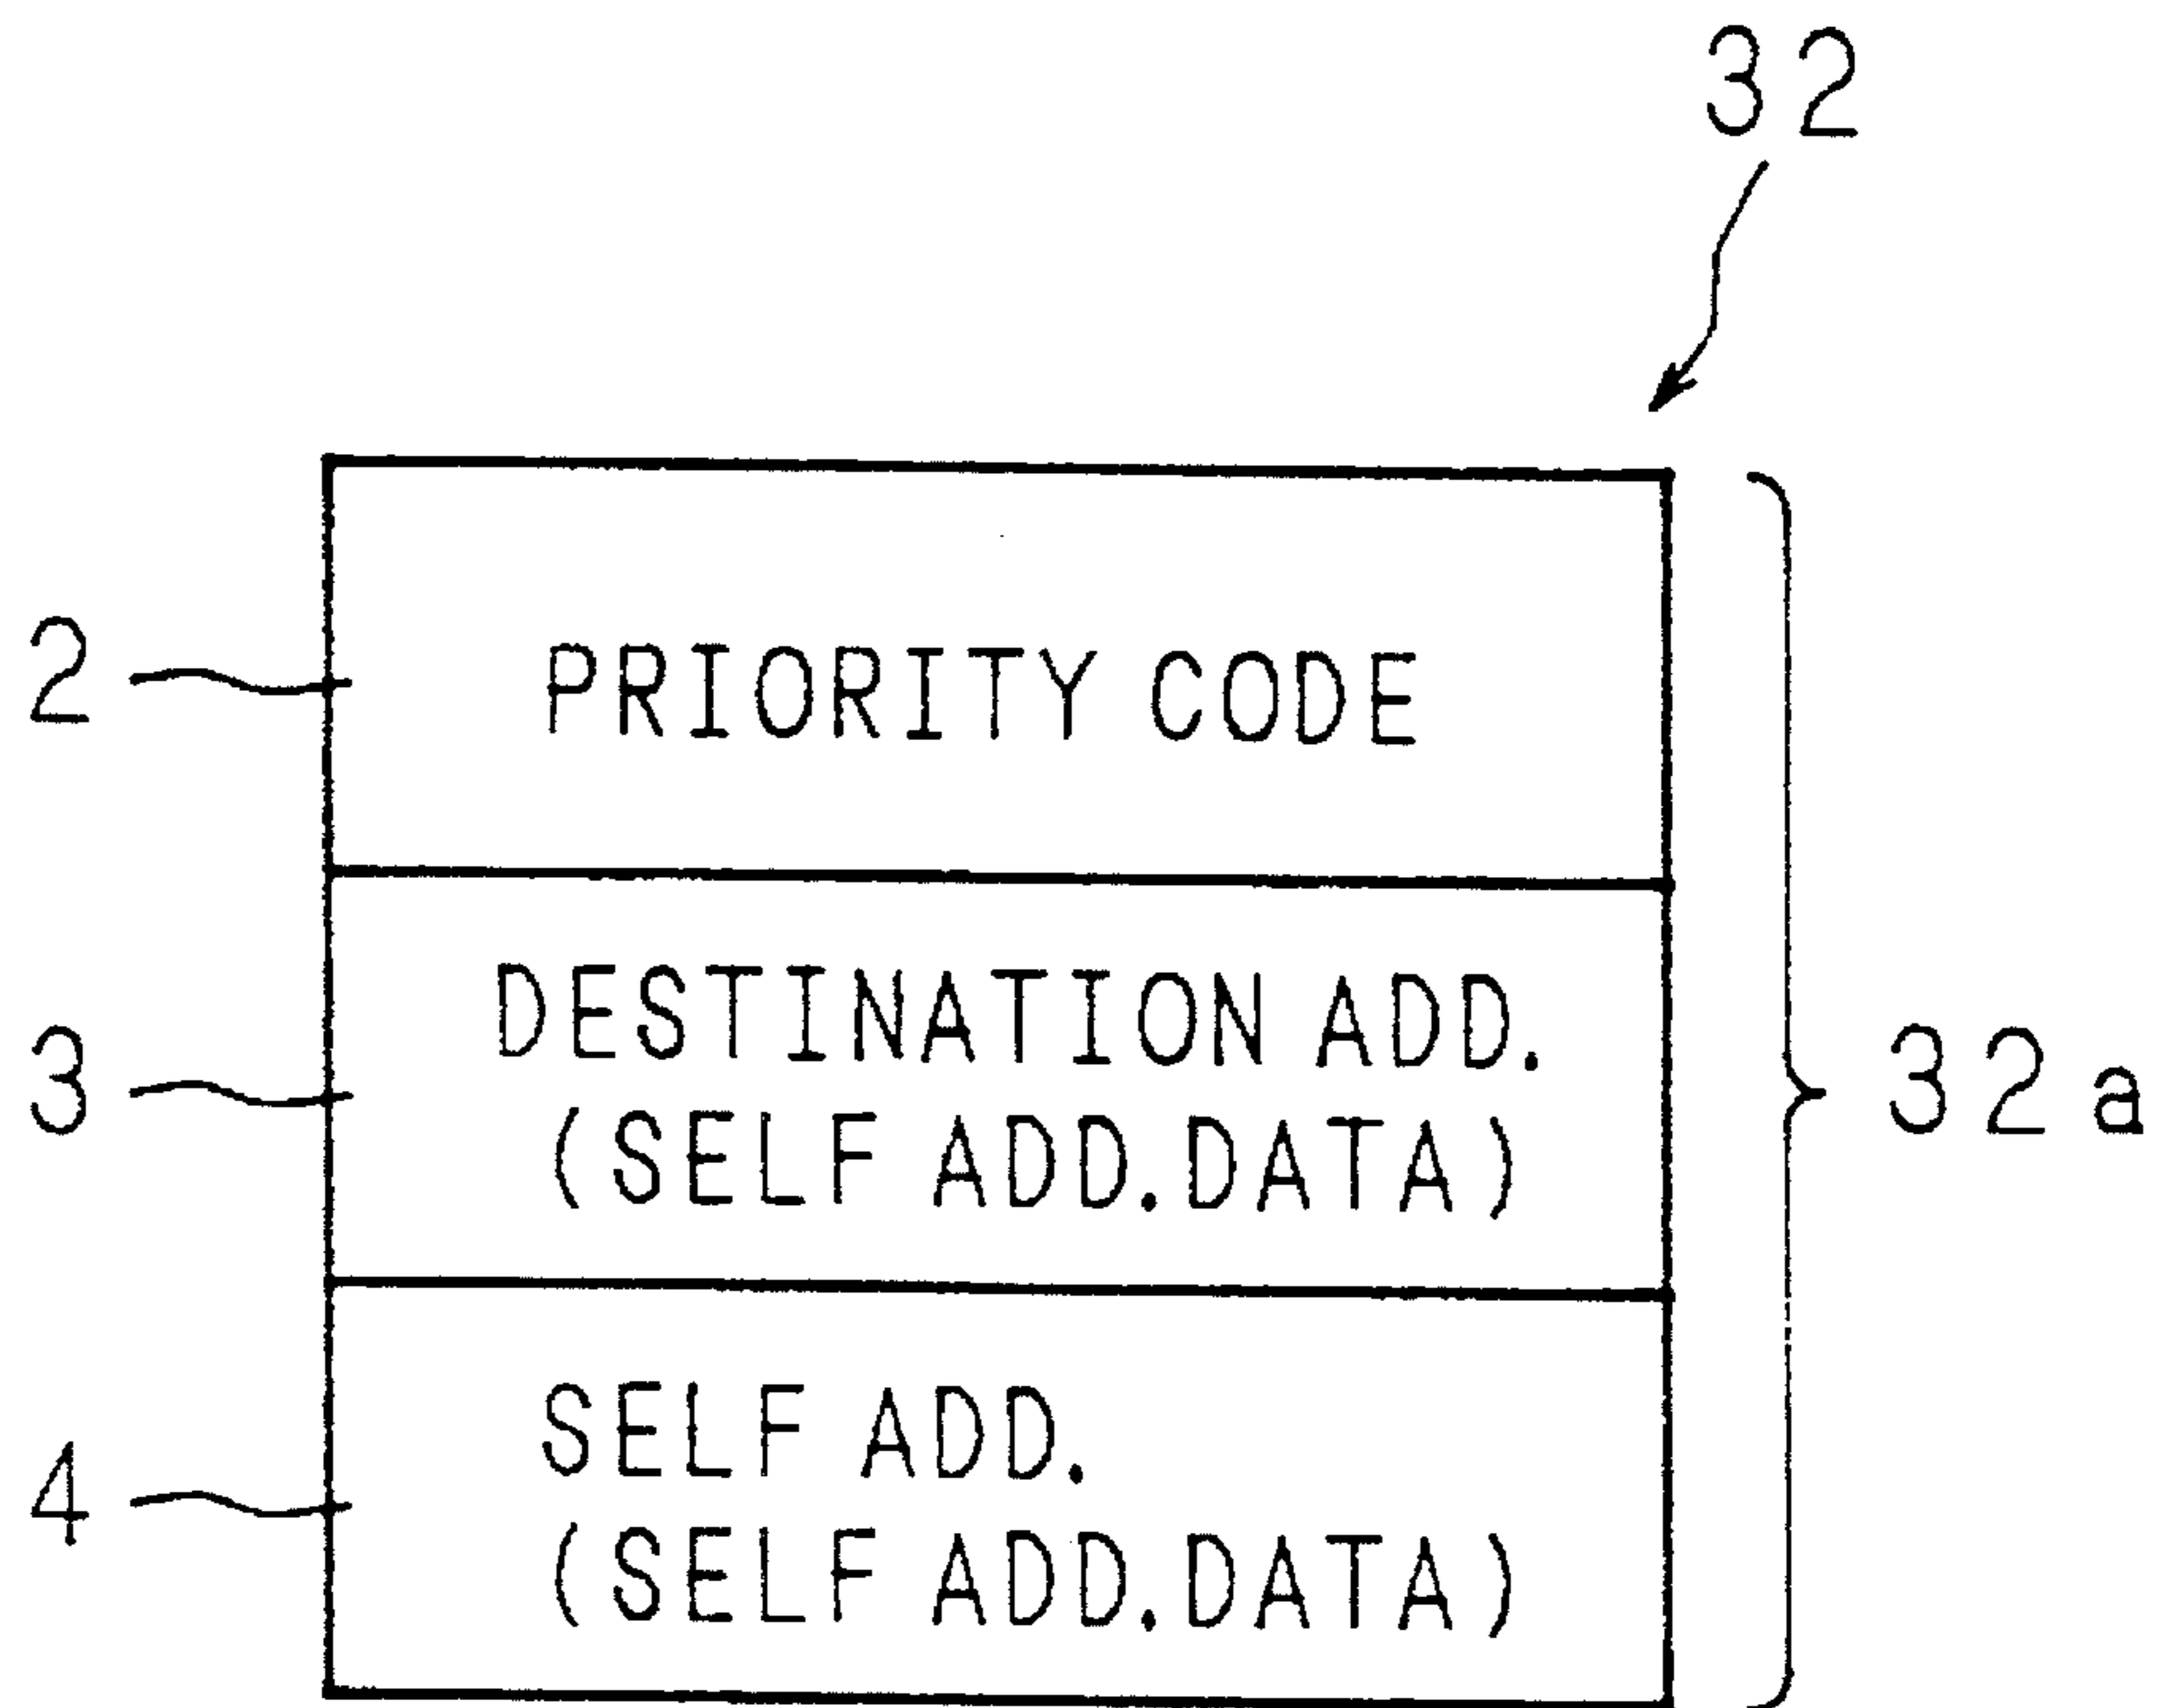 32
2
PRIORITY CODE
3
DESTINATION ADD.
(SELF ADD.DATA)
32a
4
SELF ADD.
(SELF ADD.DATA)